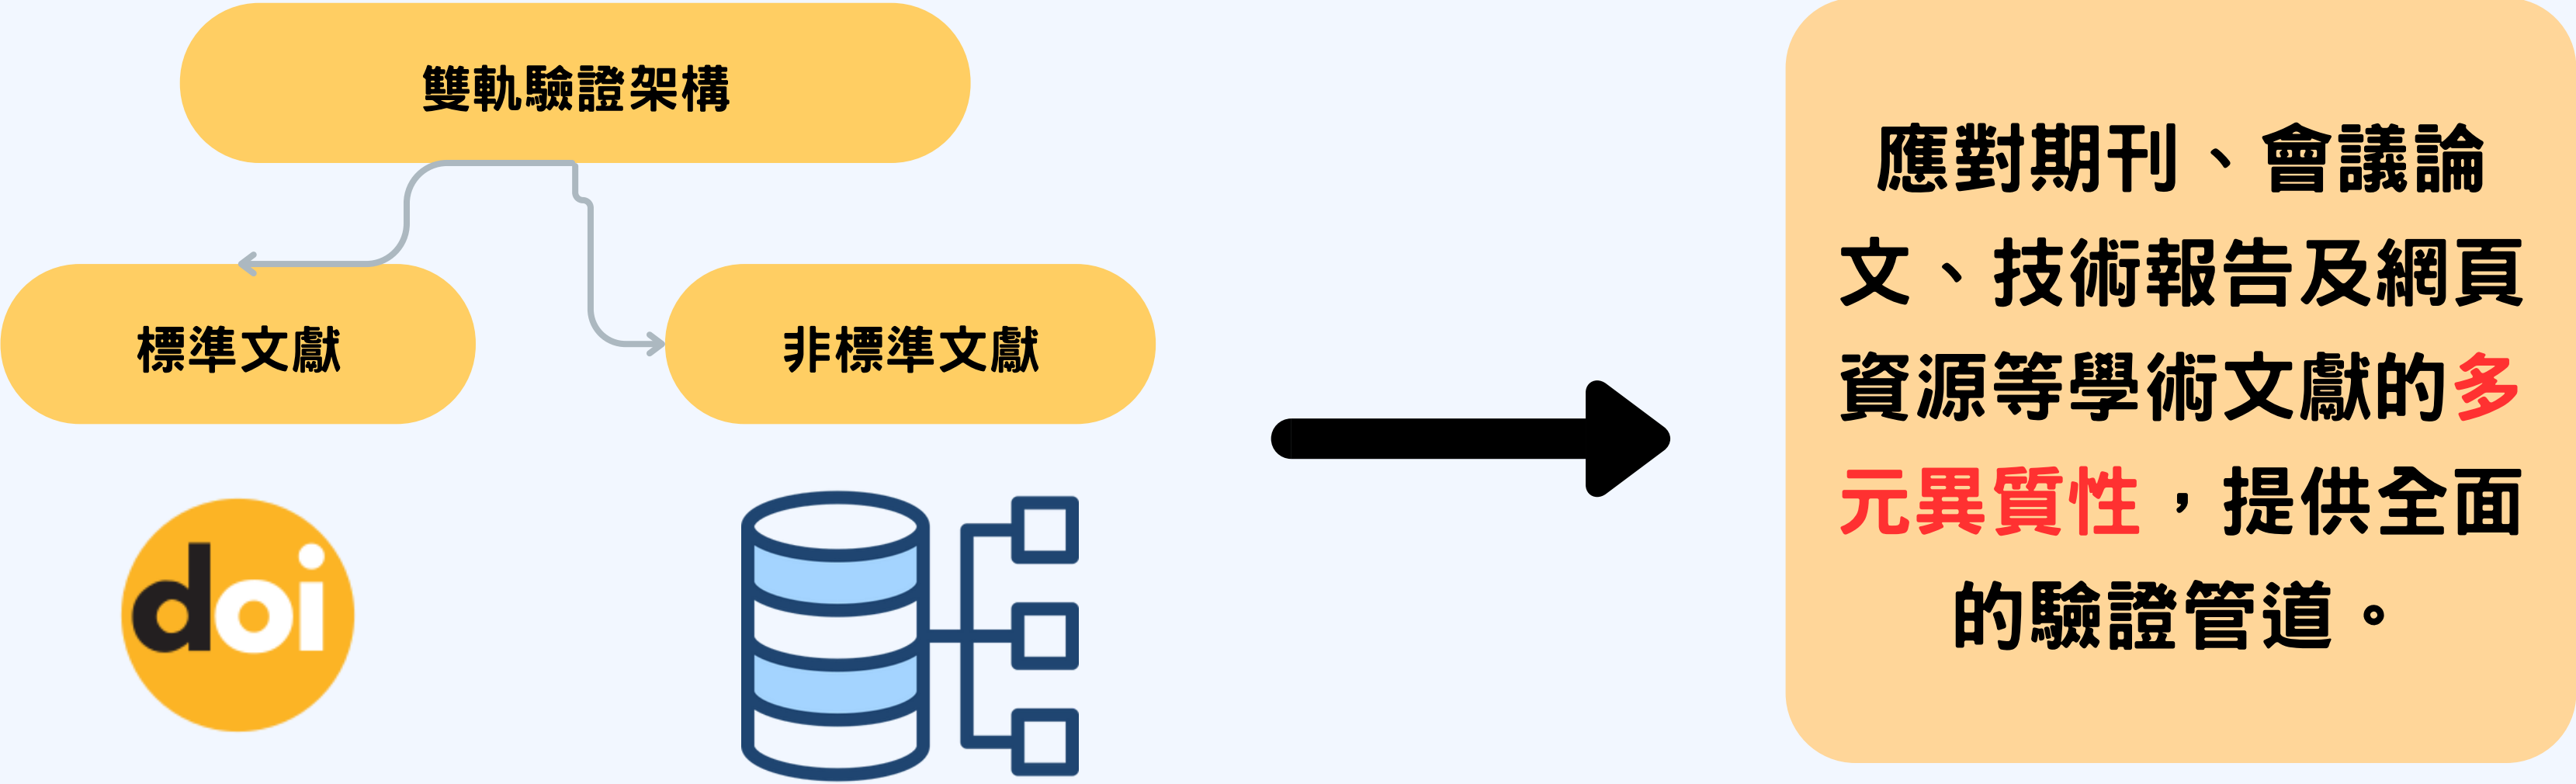 雙軌驗證架構
標準文獻
非標準文獻
doi
應對期刊、會議論
文、技術報告及網頁
資源等學術文獻的多
元異質性，提供全面
的驗證管道。